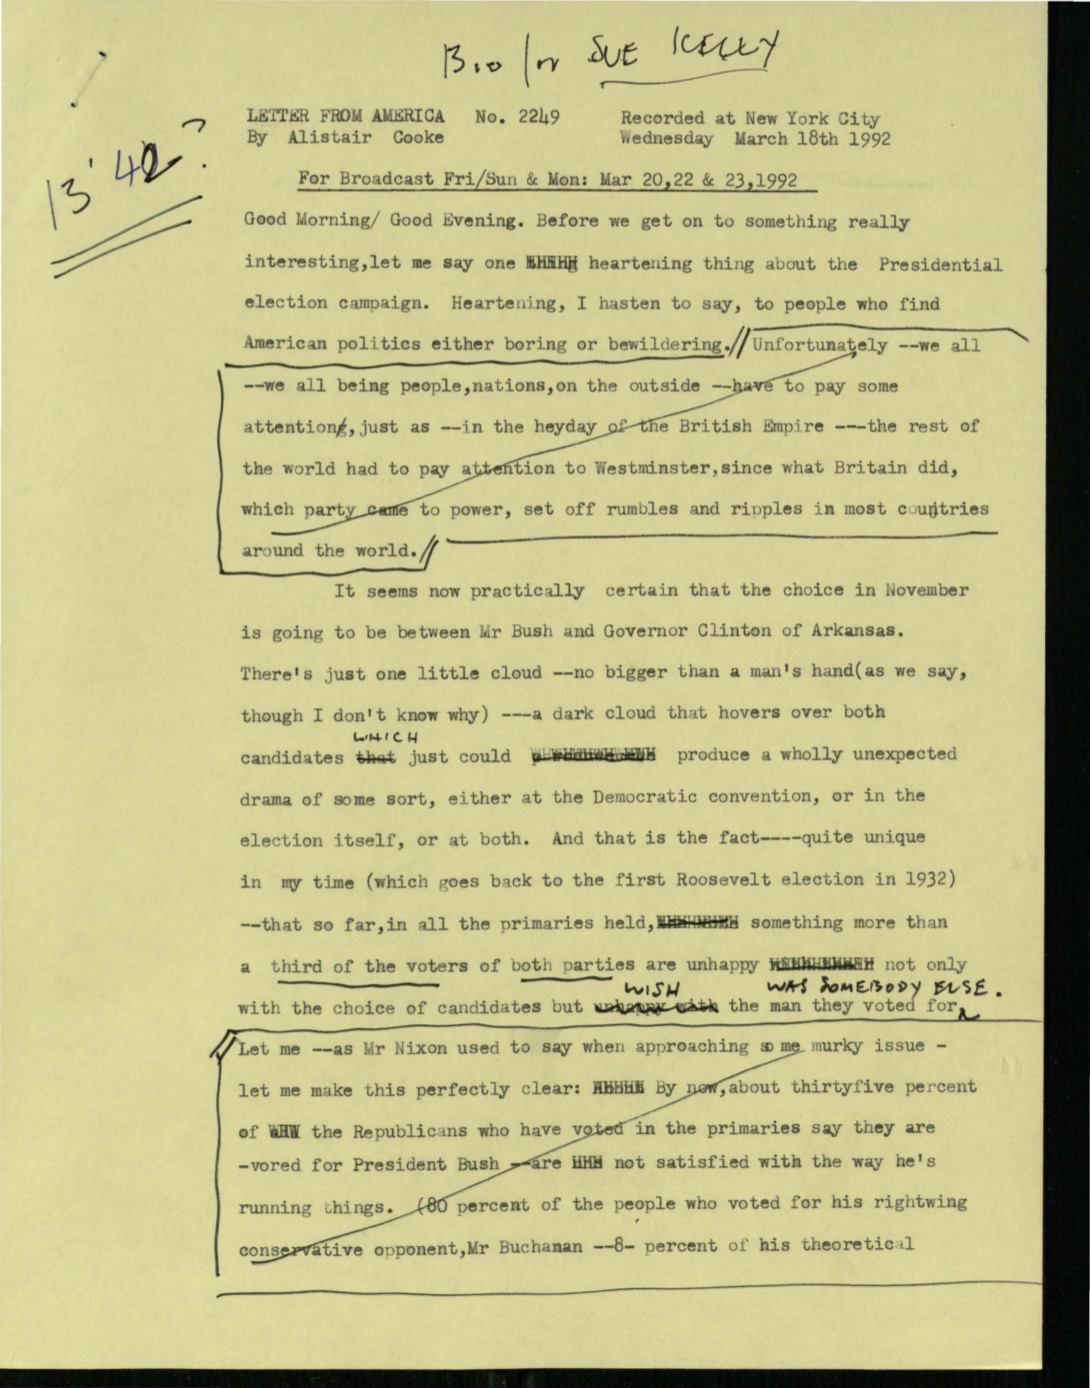 Bio for SUE KELLY
13'42?
LETTER FROM AMERICA No. 2249 Recorded at New York City
By Alistair Cooke Wednesday March 18th 1992
For Broadcast Fri/Sun & Mon: Mar 20,22 & 23,1992
Good Morning/ Good Evening. Before we get on to something really
interesting,let me say one heartening thing about the Presidential
election campaign. Heartening, I hasten to say, to people who find
American politics either boring or bewildering.// Unfortunately --we all
--we all being people,nations,on the outside --have to pay some
attention,just as --in the heyday of the British Empire ---the rest of
the world had to pay attention to Westminster,since what Britain did,
which party came to power, set off rumbles and ripples in most countries
around the world.//
It seems now practically certain that the choice in November
is going to be between Mr Bush and Governor Clinton of Arkansas.
There's just one little cloud --no bigger than a man's hand(as we say,
though I don't know why) ---a dark cloud that hovers over both
WHICH
candidates that just could produce a wholly unexpected
drama of some sort, either at the Democratic convention, or in the
election itself, or at both. And that is the fact----quite unique
in my time (which goes back to the first Roosevelt election in 1932)
--that so far,in all the primaries held, something more than
a third of the voters of both parties are unhappy not only
WISH WAS SOMEBODY ELSE.
with the choice of candidates but unhappy with the man they voted for
//Let me --as Mr Nixon used to say when approaching some murky issue -
let me make this perfectly clear: By now,about thirtyfive percent
of the Republicans who have voted in the primaries say they are
-vored for President Bush --are not satisfied with the way he's
running things. (80 percent of the people who voted for his rightwing
conservative opponent,Mr Buchanan --8- percent of his theoretical